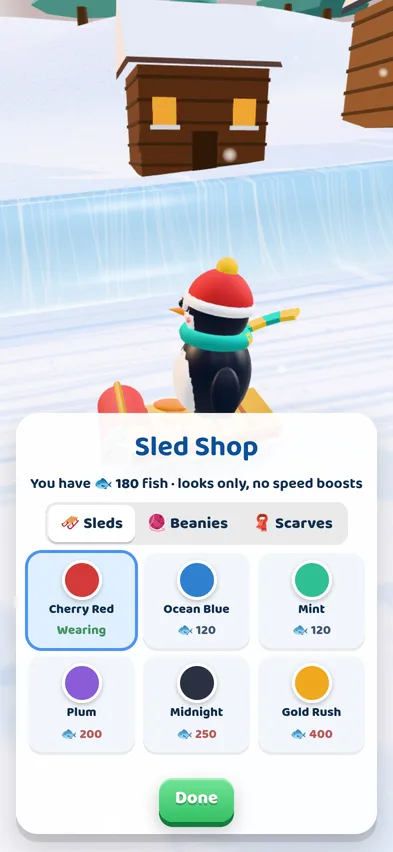 Sled Shop
You have 🐟 180 fish · looks only, no speed boosts
Sleds Beanies Scarves
Cherry Red Ocean Blue Mint
Wearing 120 120
Plum Midnight Gold Rush
200 250 400
Done